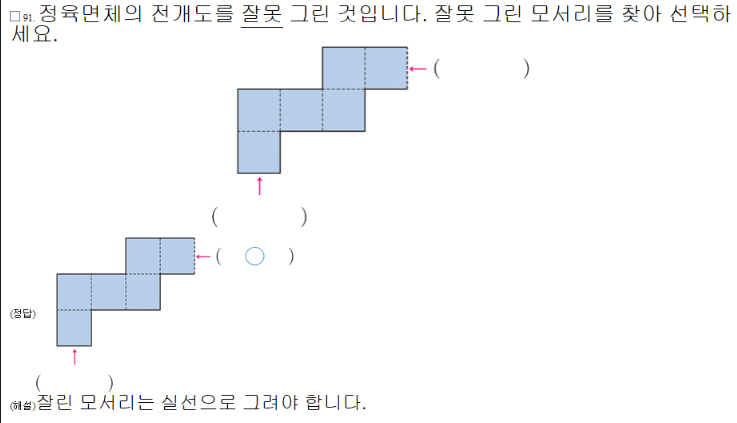 □91. 정육면체의 전개도를 잘못 그린 것입니다. 잘못 그린 모서리를 찾아 선택하
세요.
← (          )
↑
(          )
← (    ○    )
(정답)
↑
(          )
(해설) 잘린 모서리는 실선으로 그려야 합니다.